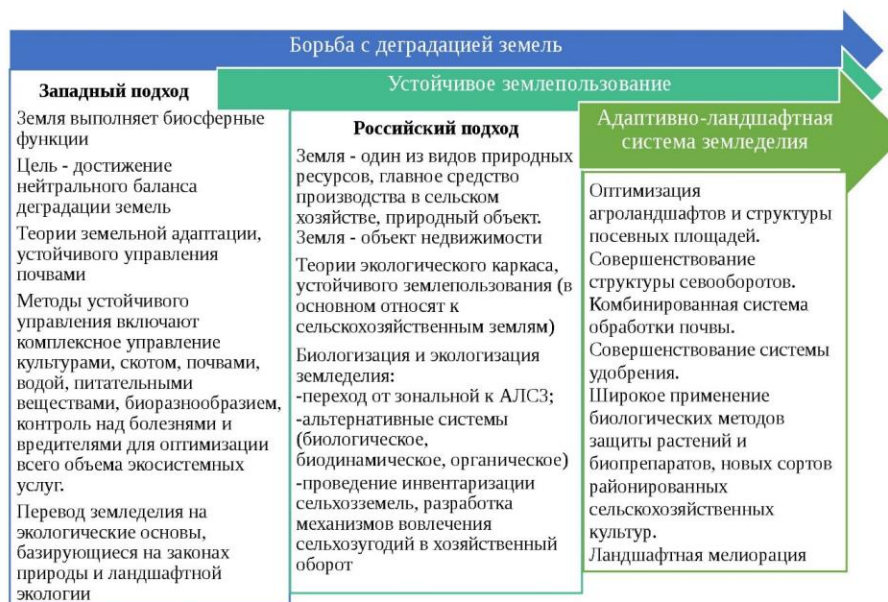 Борьба с деградацией земель
Устойчивое землепользование
Адаптивно-ландшафтная
система земледелия
Западный подход
Земля выполняет биосферные
функции
Цель - достижение
нейтрального баланса
деградации земель
Теории земельной адаптации,
устойчивого управления
почвами
Методы устойчивого
управления включают
комплексное управление
культурами, скотом, почвами,
водой, питательными
веществами, биоразнообразием,
контроль над болезнями и
вредителями для оптимизации
всего объема экосистемных
услуг.
Перевод земледелия на
экологические основы,
базирующиеся на законах
природы и ландшафтной
экологии
Российский подход
Земля - один из видов природных
ресурсов, главное средство
производства в сельском
хозяйстве, природный объект.
Земля - объект недвижимости
Теории экологического каркаса,
устойчивого землепользования (в
основном относят к
сельскохозяйственным землям)
Биологизация и экологизация
земледелия:
-переход от зональной к АЛСЗ;
-альтернативные системы
(биологическое,
биодинамическое, органическое)
-проведение инвентаризации
сельхозземель, разработка
механизмов вовлечения
сельхозугодий в хозяйственный
оборот
Оптимизация
агроландшафтов и структуры
посевных площадей.
Совершенствование
структуры севооборотов.
Комбинированная система
обработки почвы.
Совершенствование системы
удобрения.
Широкое применение
биологических методов
защиты растений и
биопрепаратов, новых сортов
районированных
сельскохозяйственных
культур.
Ландшафтная мелиорация